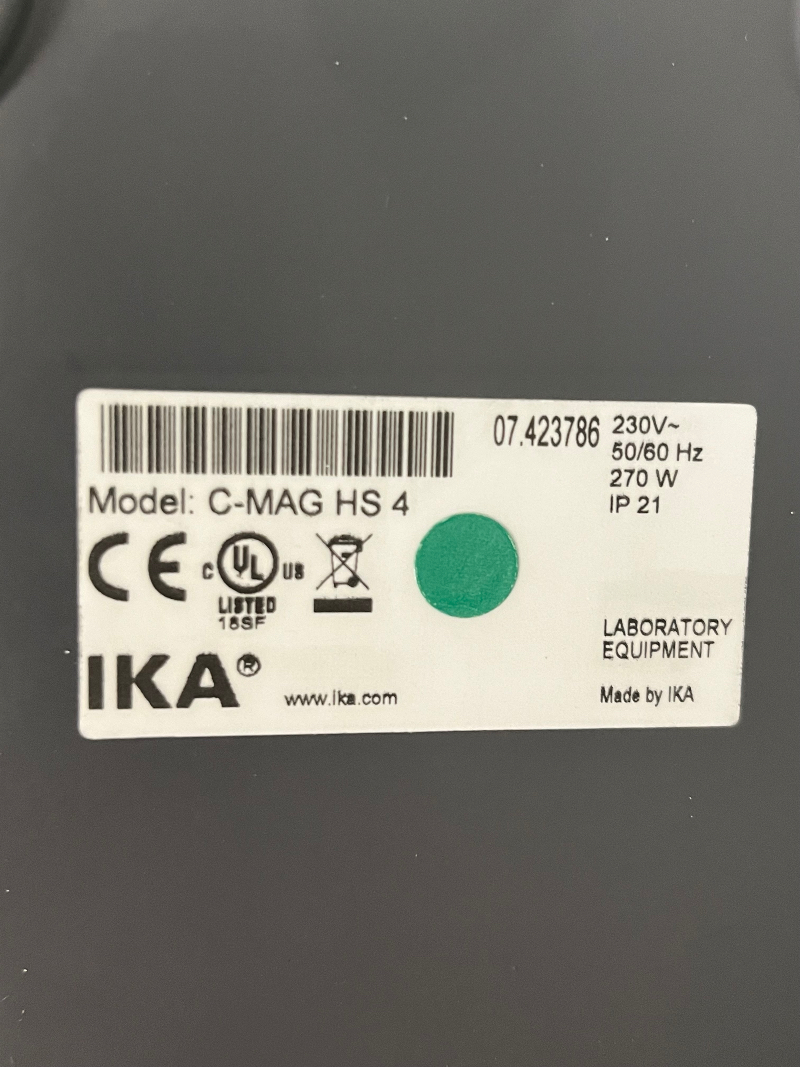 07.423786
230V~
50/60 Hz
270 W
IP 21
Model: C-MAG HS 4
CE
C UL US
LISTED
18SF
LABORATORY
EQUIPMENT
IKA®
www.ika.com
Made by IKA